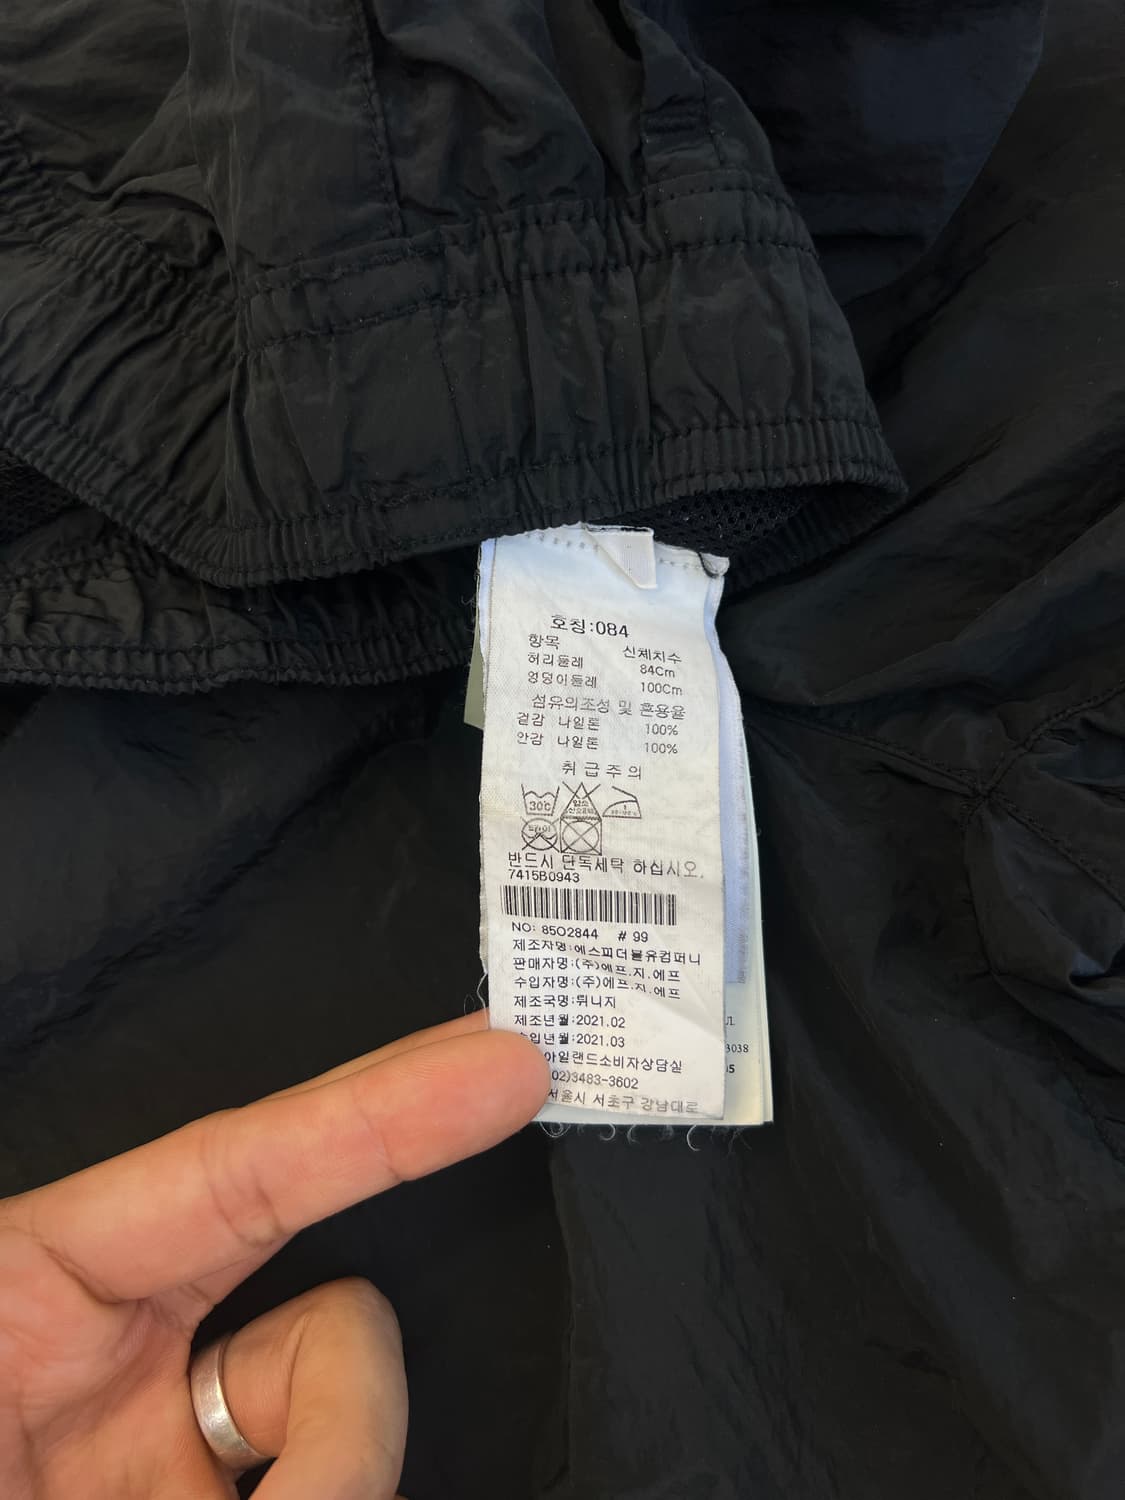 호칭:084
항목 신체치수
허리둘레 84Cm
엉덩이둘레 100Cm
섬유의조성 및 혼용율
겉감 나일론 100%
안감 나일론 100%
취급주의
30℃
반드시 단독세탁 하십시오.
7415B0943
NO: 8502844 # 99
제조자명:에스피더블유컴퍼니
판매자명:(주)에프.지.에프
수입자명:(주)에프.지.에프
제조국명:튀니지
제조년월:2021.02
수입년월:2021.03
아일랜드소비자상담실
02)3483-3602
서울시 서초구 강남대로
3038